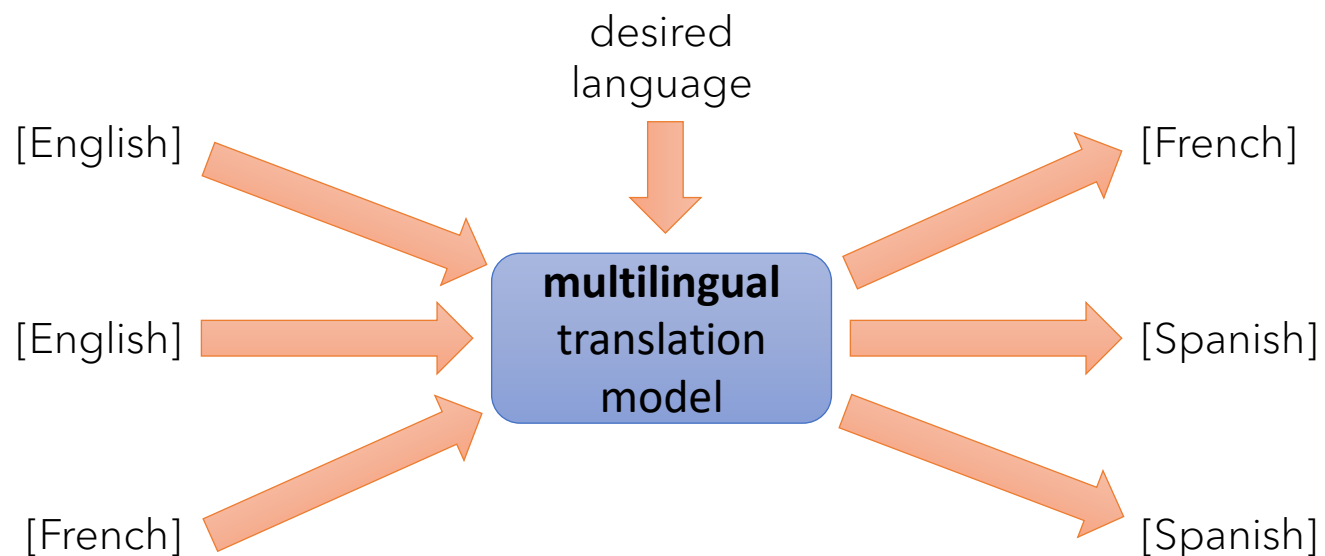 desired
language
[English]
[French]
multilingual
translation
model
[English]
[Spanish]
[French]
[Spanish]